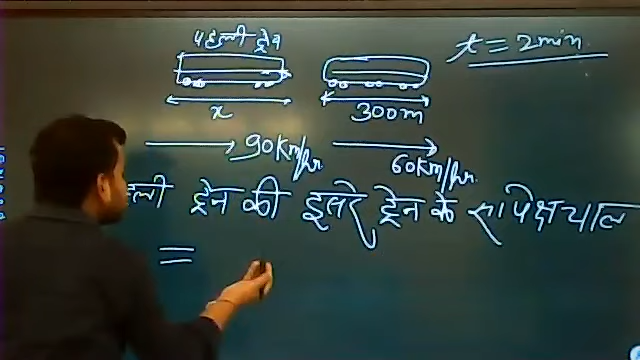 पहली ट्रेन
t = 2min
x
300m
90Km/hr.
60Km/hr.
ली ट्रेन की दूसरे ट्रेन के सापेक्ष चाल
=